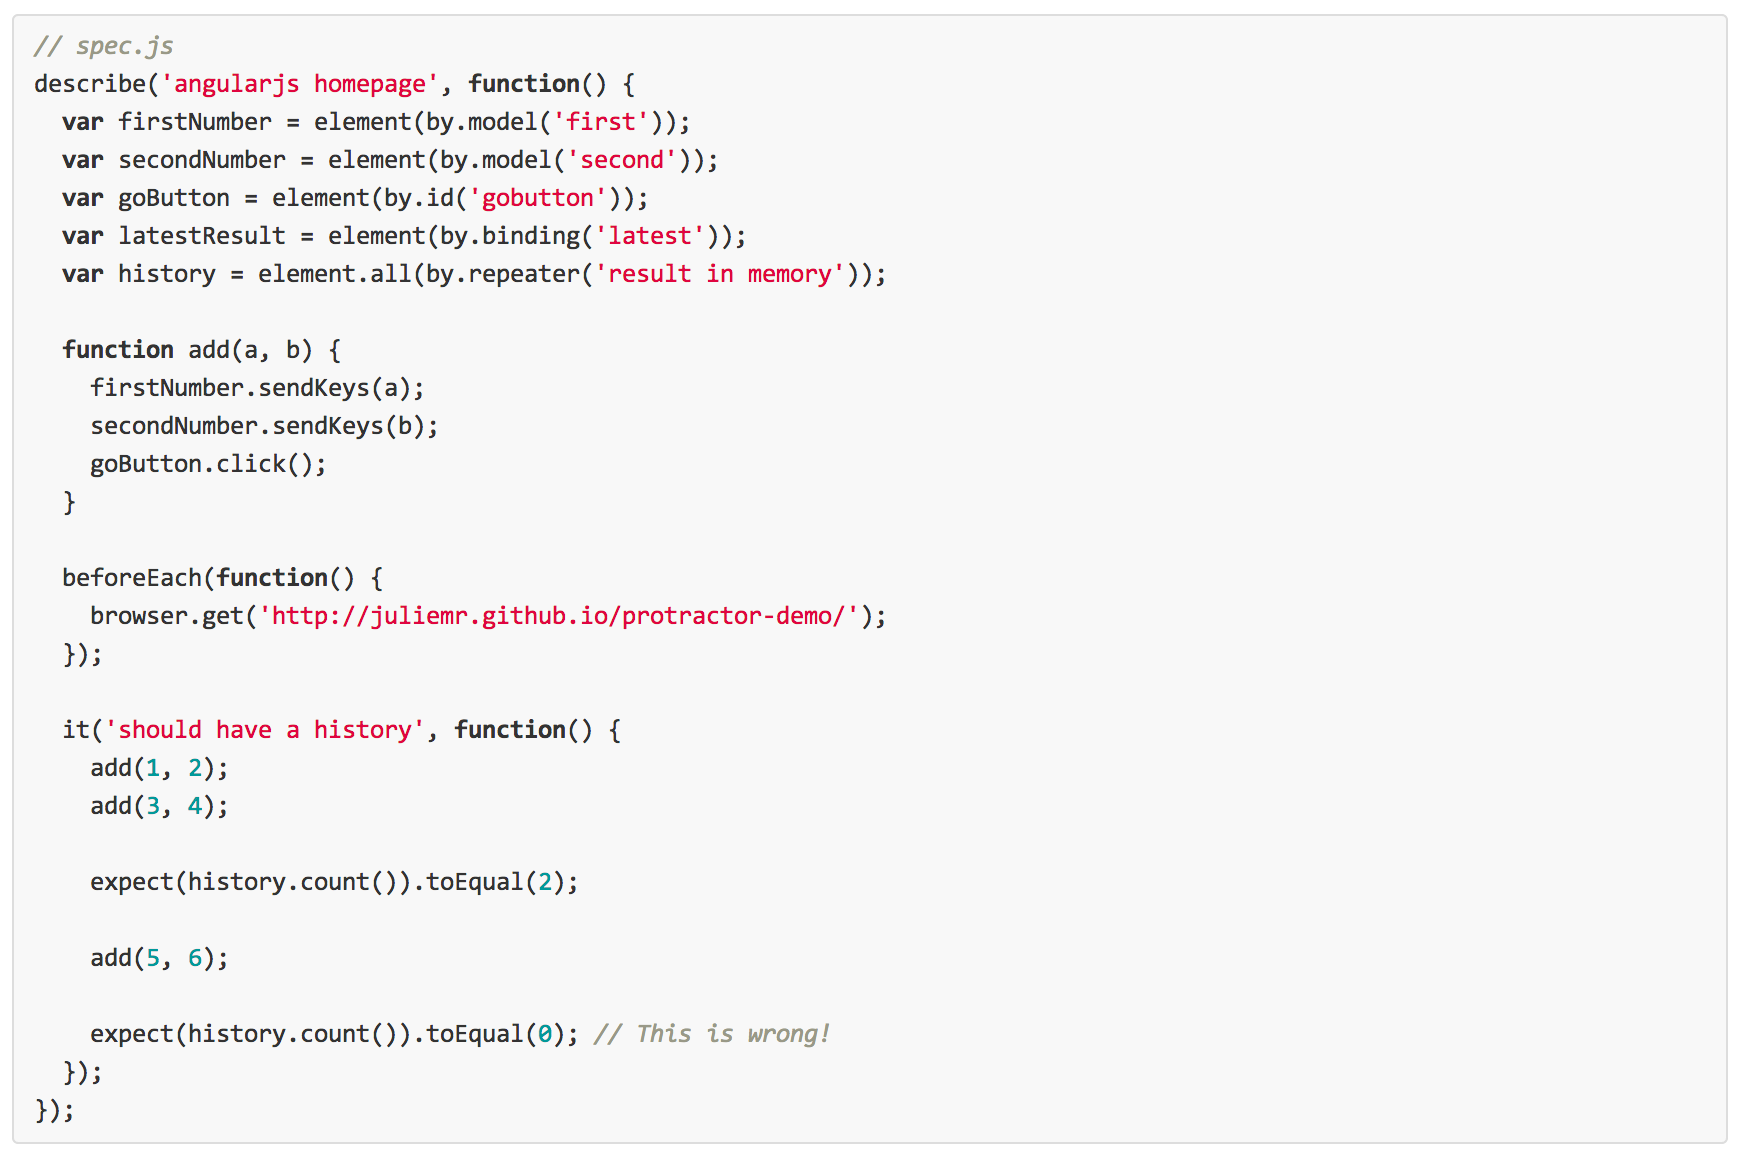 // spec.js
describe('angularjs homepage', function() {
  var firstNumber = element(by.model('first'));
  var secondNumber = element(by.model('second'));
  var goButton = element(by.id('gobutton'));
  var latestResult = element(by.binding('latest'));
  var history = element.all(by.repeater('result in memory'));

  function add(a, b) {
    firstNumber.sendKeys(a);
    secondNumber.sendKeys(b);
    goButton.click();
  }

  beforeEach(function() {
    browser.get('http://juliemr.github.io/protractor-demo/');
  });

  it('should have a history', function() {
    add(1, 2);
    add(3, 4);

    expect(history.count()).toEqual(2);

    add(5, 6);

    expect(history.count()).toEqual(0); // This is wrong!
  });
});